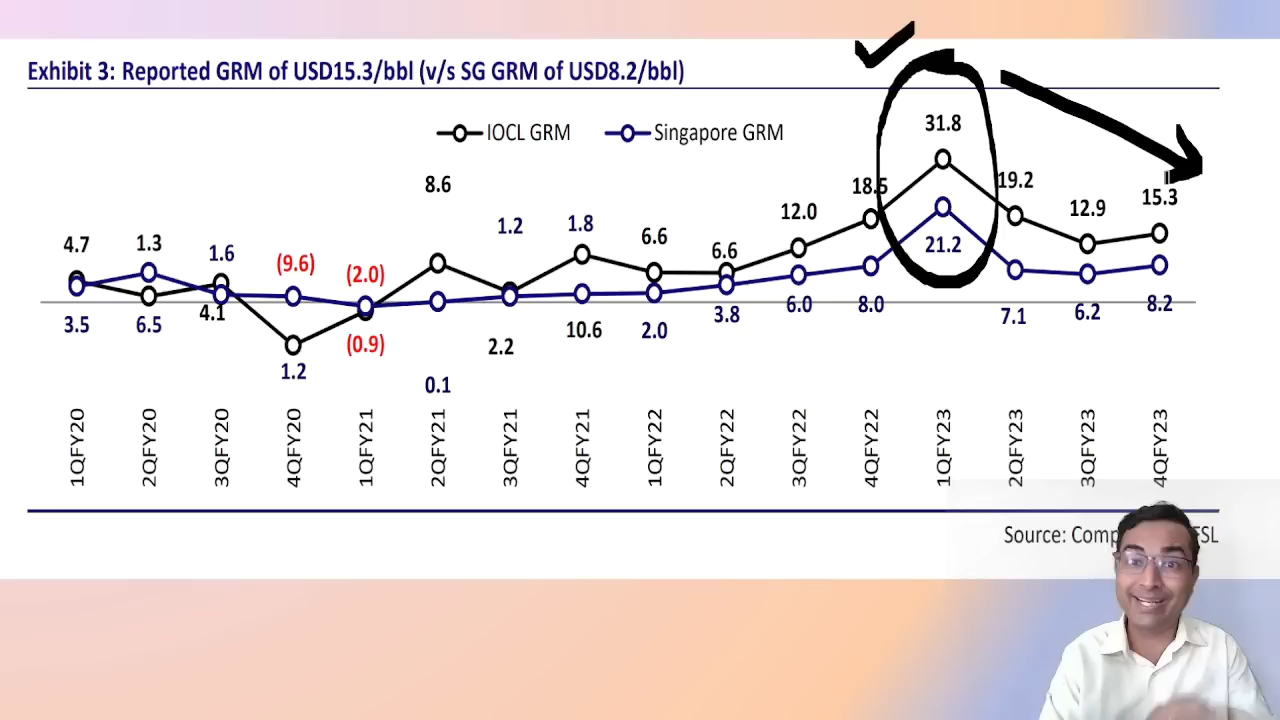 Exhibit 3: Reported GRM of USD15.3/bbl (v/s SG GRM of USD8.2/bbl)
IOCL GRM Singapore GRM
4.7 1.3 1.6 (9.6) (2.0) 8.6 1.2 1.8 6.6 6.6 12.0 18.5 31.8 19.2 12.9 15.3
3.5 6.5 4.1 1.2 (0.9) 0.1 2.2 10.6 2.0 3.8 6.0 8.0 21.2 7.1 6.2 8.2
1QFY20 2QFY20 3QFY20 4QFY20 1QFY21 2QFY21 3QFY21 4QFY21 1QFY22 2QFY22 3QFY22 4QFY22 1QFY23 2QFY23 3QFY23 4QFY23
Source: